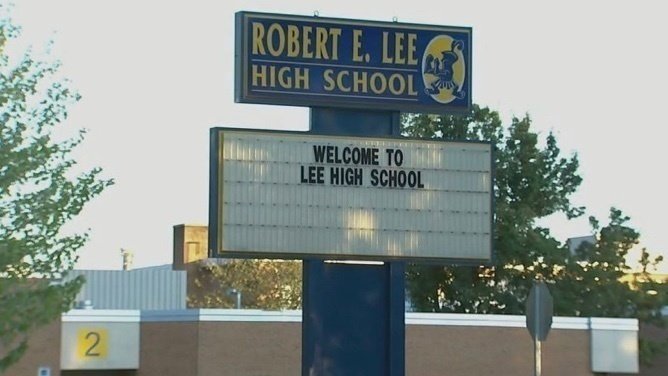 ROBERT E. LEE
HIGH SCHOOL
WELCOME TO
LEE HIGH SCHOOL
2